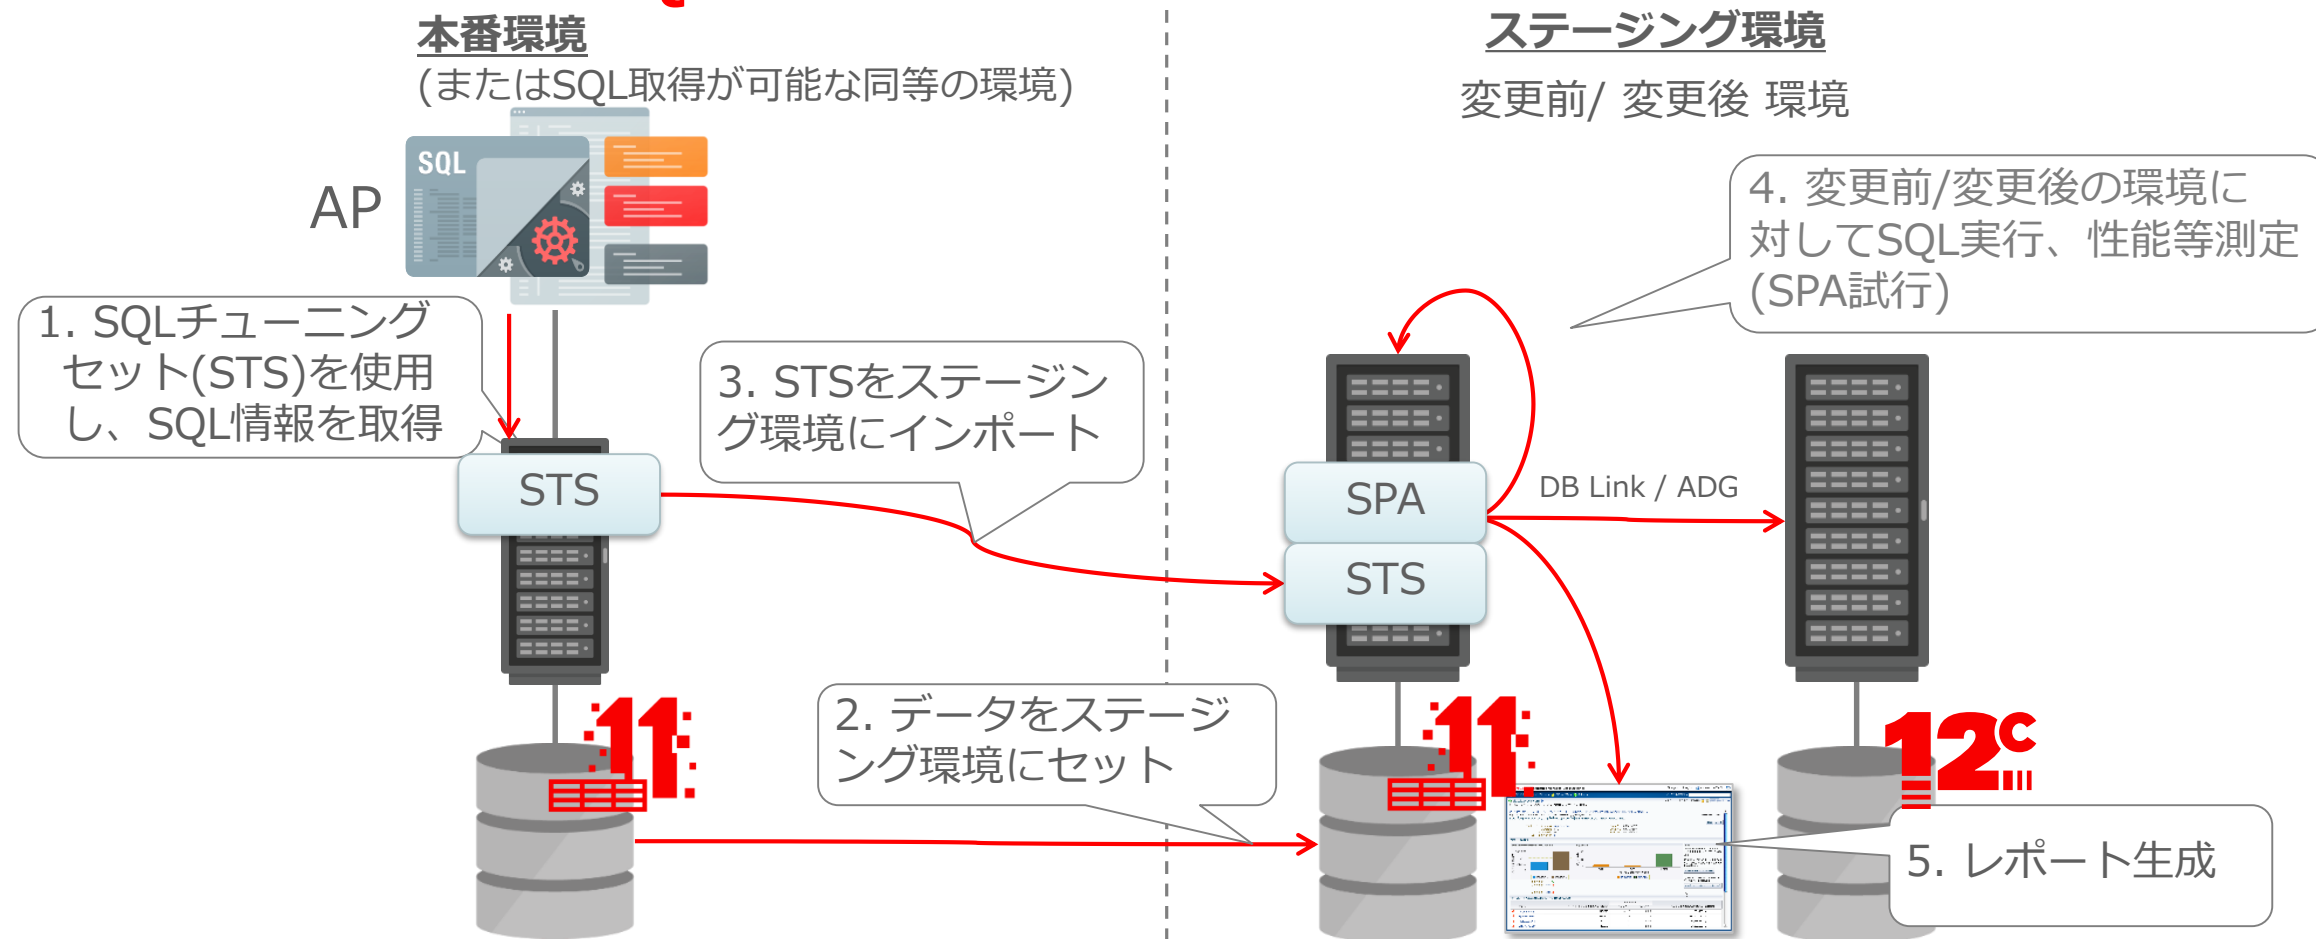 本番環境
(またはSQL取得が可能な同等の環境)
ステージング環境
変更前/ 変更後 環境
SQL
AP
4. 変更前/変更後の環境に
対してSQL実行、性能等測定
(SPA試行)
1. SQLチューニング
セット(STS)を使用
し、SQL情報を取得
3. STSをステージン
グ環境にインポート
STS
SPA
STS
DB Link / ADG
2. データをステージ
ング環境にセット
11
11
12c
5. レポート生成